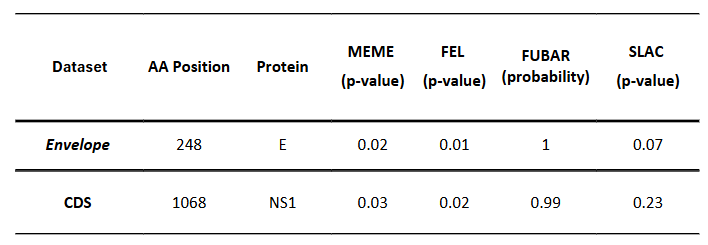 Dataset AA Position Protein MEME (p-value) FEL (p-value) FUBAR (probability) SLAC (p-value)
Envelope 248 E 0.02 0.01 1 0.07
CDS 1068 NS1 0.03 0.02 0.99 0.23